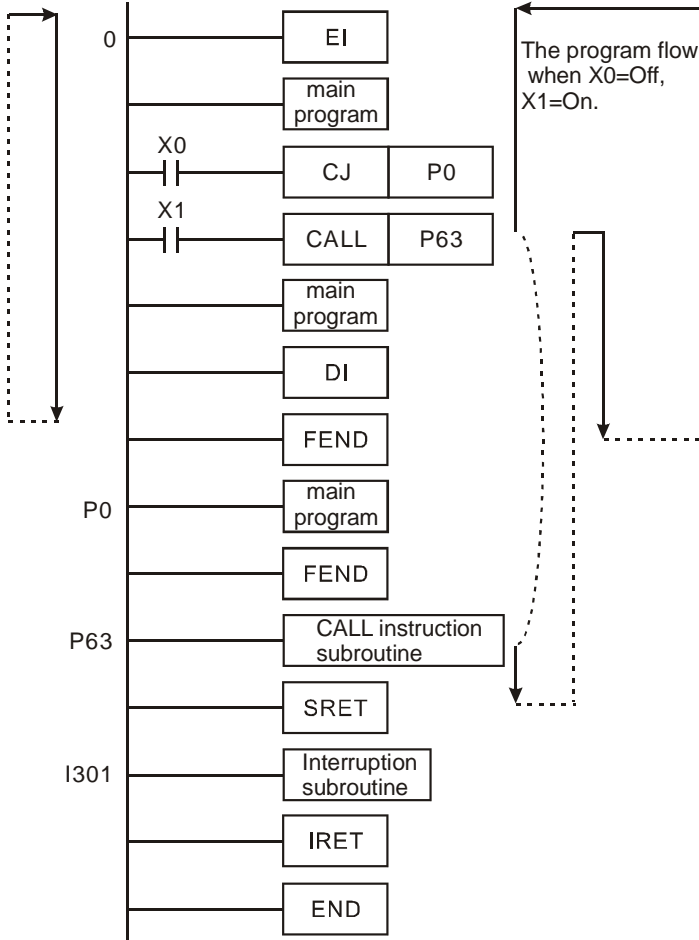 0
EI
The program flow
when X0=Off,
X1=On.
main
program
X0
CJ P0
X1
CALL P63
main
program
DI
FEND
P0
main
program
FEND
P63
CALL instruction
subroutine
SRET
I301
Interruption
subroutine
IRET
END